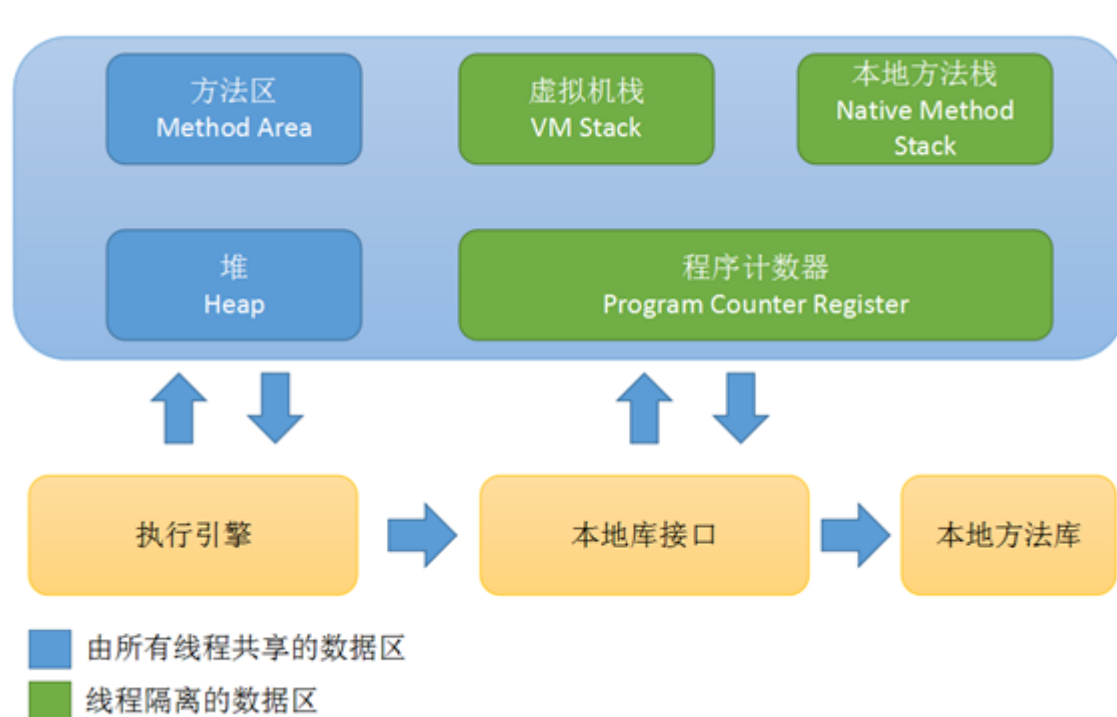 方法区
Method Area
虚拟机栈
VM Stack
本地方法栈
Native Method
Stack
堆
Heap
程序计数器
Program Counter Register
执行引擎
本地库接口
本地方法库
由所有线程共享的数据区
线程隔离的数据区